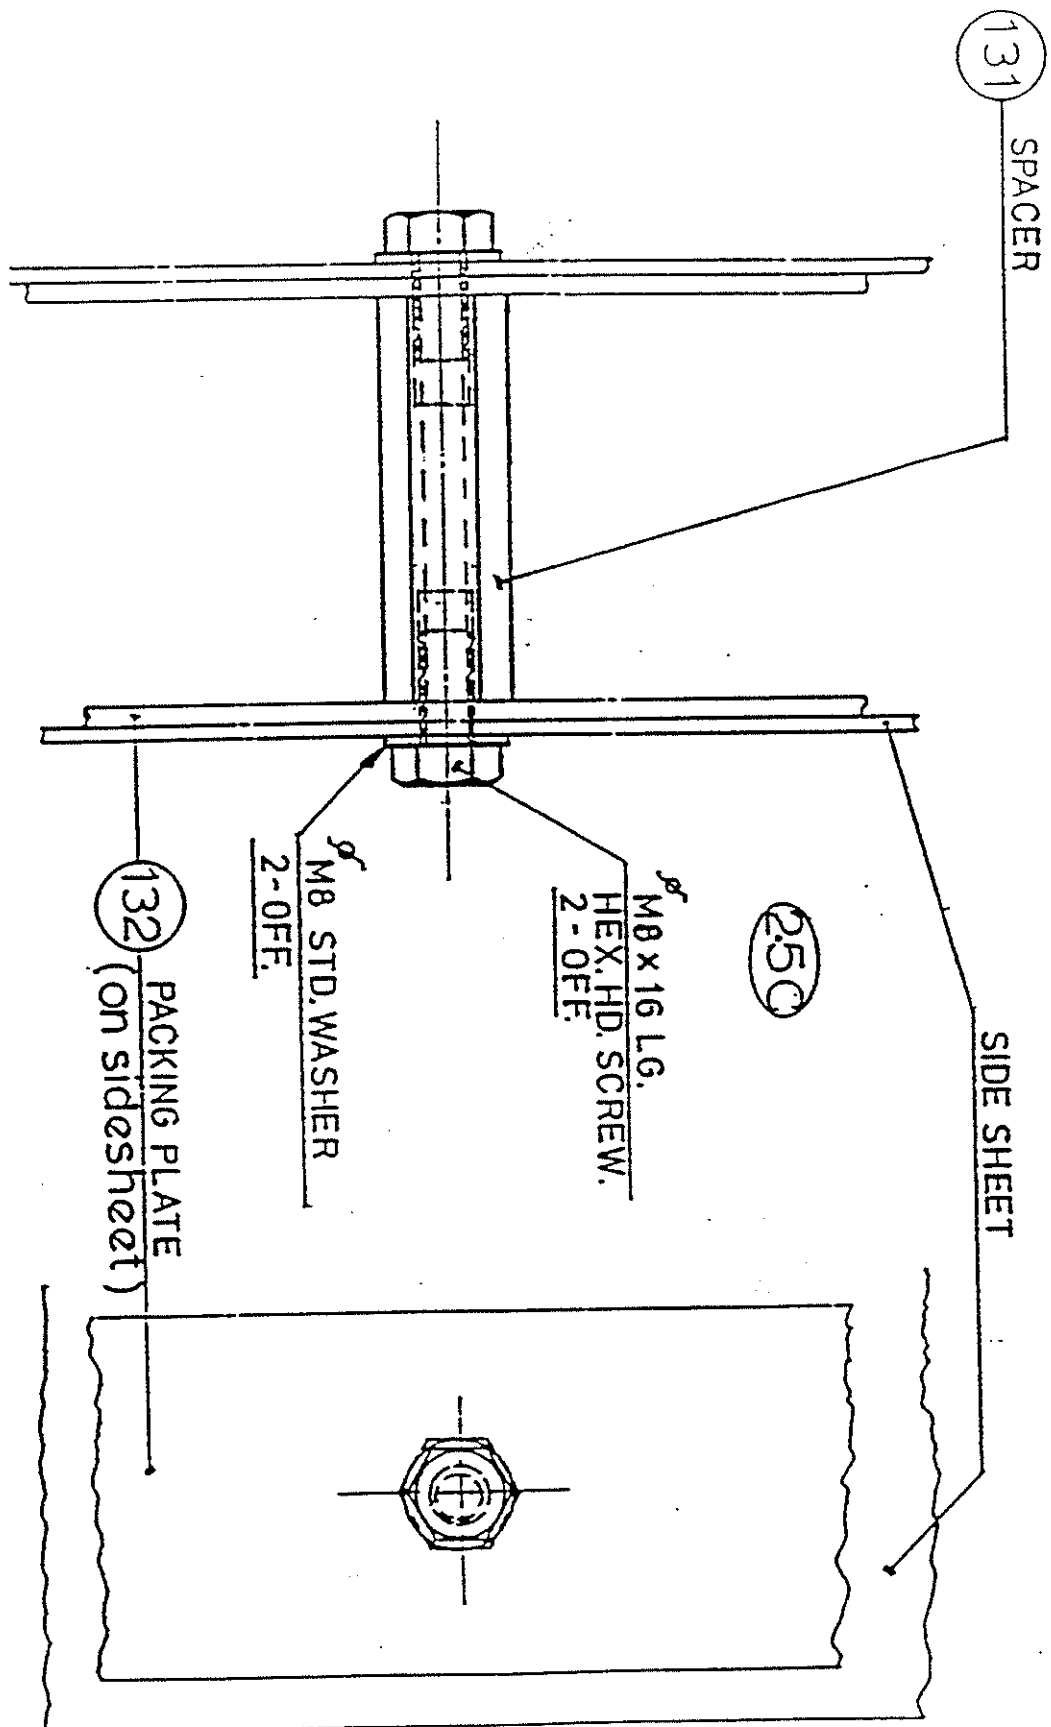 131
SPACER
SIDE SHEET
25C
M8 x 16 LG.
HEX. HD. SCREW.
2 - OFF.
M8 STD. WASHER
2-OFF.
132
PACKING PLATE
(on sidesheet)